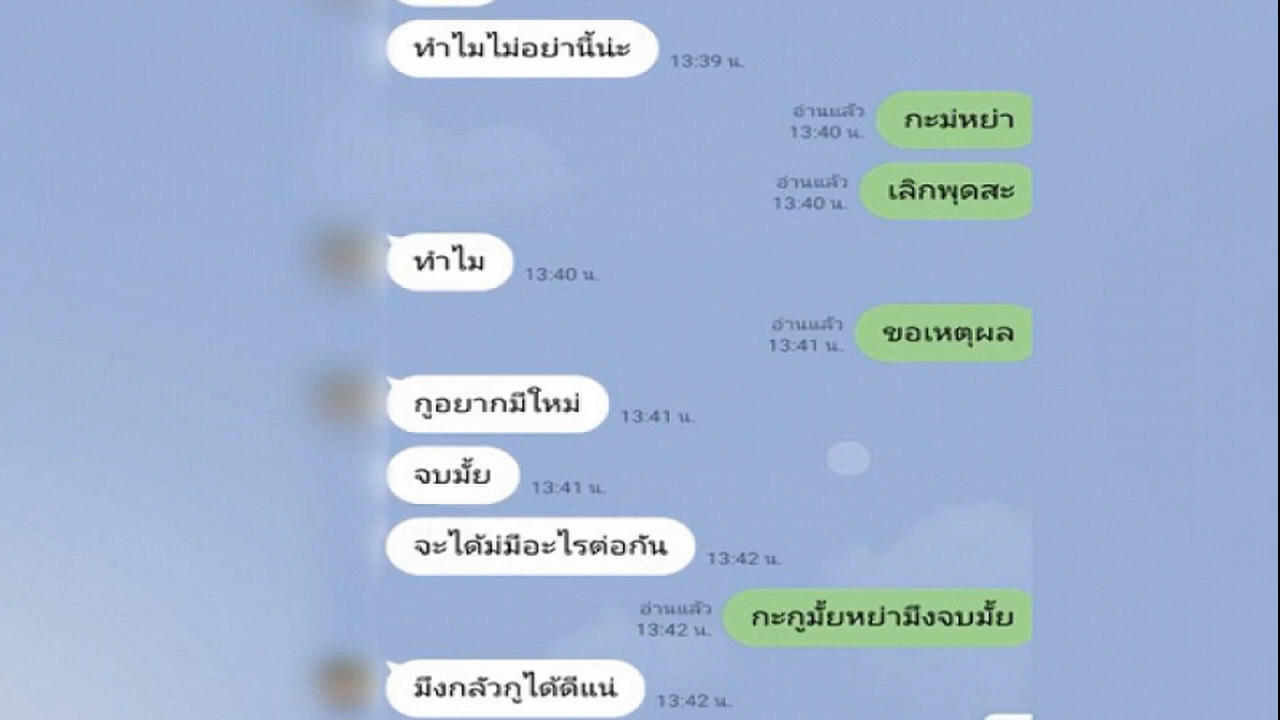 ทำไมไม่อย่านี้น่ะ
13:39 น.
อ่านแล้ว
13:40 น.
กะม่หย่า
อ่านแล้ว
13:40 น.
เลิกพุดสะ
ทำไม
13:40 น.
อ่านแล้ว
13:41 น.
ขอเหตุผล
กูอยากมีใหม่
13:41 น.
จบมั้ย
13:41 น.
จะได้ม่มีอะไรต่อกัน
13:42 น.
อ่านแล้ว
13:42 น.
กะกูมั้ยหย่ามึงจบมั้ย
มึงกลัวกูได้ดีแน่
13:42 น.